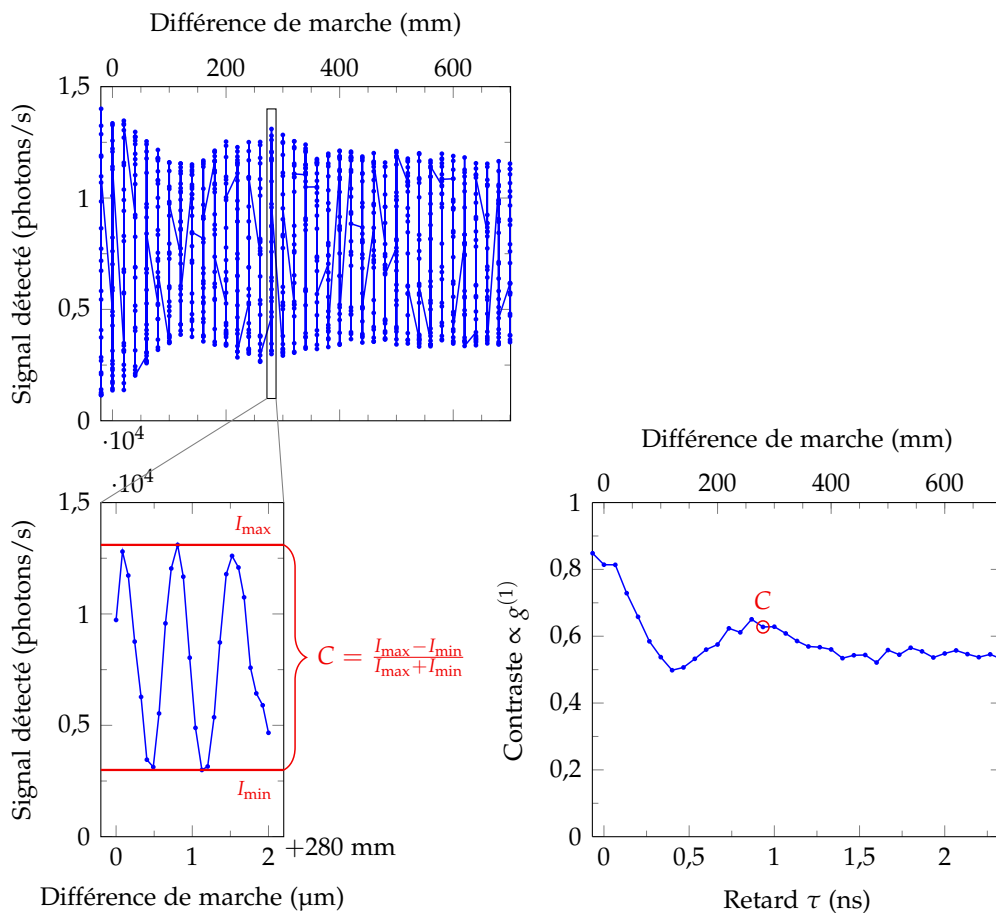 Différence de marche (mm)
0 200 400 600
Signal détecté (photons/s)
1,5
1
0,5
0
·10⁴
·10⁴
Signal détecté (photons/s)
1,5
1
0,5
0
I_max
I_min
C = \frac{I_max − I_min}{I_max + I_min}
0 1 2
+280 mm
Différence de marche (µm)
Différence de marche (mm)
0 200 400 600
Contraste ∝ g⁽¹⁾
1
0,8
0,6
0,4
0,2
0
C
0 0,5 1 1,5 2
Retard τ (ns)